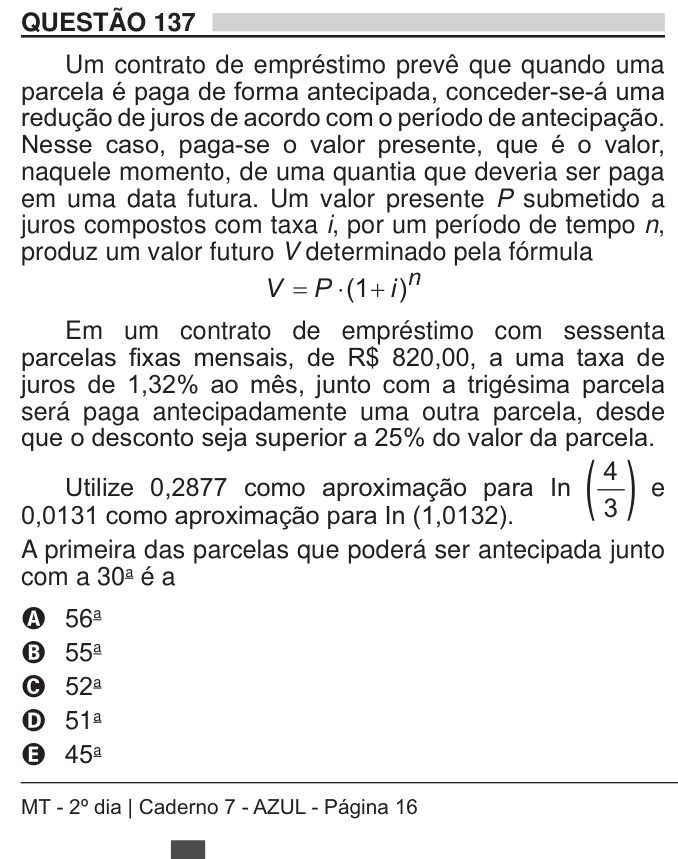 QUESTÃO 137
Um contrato de empréstimo prevê que quando uma
parcela é paga de forma antecipada, conceder-se-á uma
redução de juros de acordo com o período de antecipação.
Nesse caso, paga-se o valor presente, que é o valor,
naquele momento, de uma quantia que deveria ser paga
em uma data futura. Um valor presente P submetido a
juros compostos com taxa i, por um período de tempo n,
produz um valor futuro V determinado pela fórmula
V = P · (1 + i)ⁿ
Em um contrato de empréstimo com sessenta
parcelas fixas mensais, de R$ 820,00, a uma taxa de
juros de 1,32% ao mês, junto com a trigésima parcela
será paga antecipadamente uma outra parcela, desde
que o desconto seja superior a 25% do valor da parcela.
Utilize 0,2877 como aproximação para ln (4/3) e
0,0131 como aproximação para ln (1,0132).
A primeira das parcelas que poderá ser antecipada junto
com a 30ª é a
A 56ª
B 55ª
C 52ª
D 51ª
E 45ª
MT - 2º dia | Caderno 7 - AZUL - Página 16